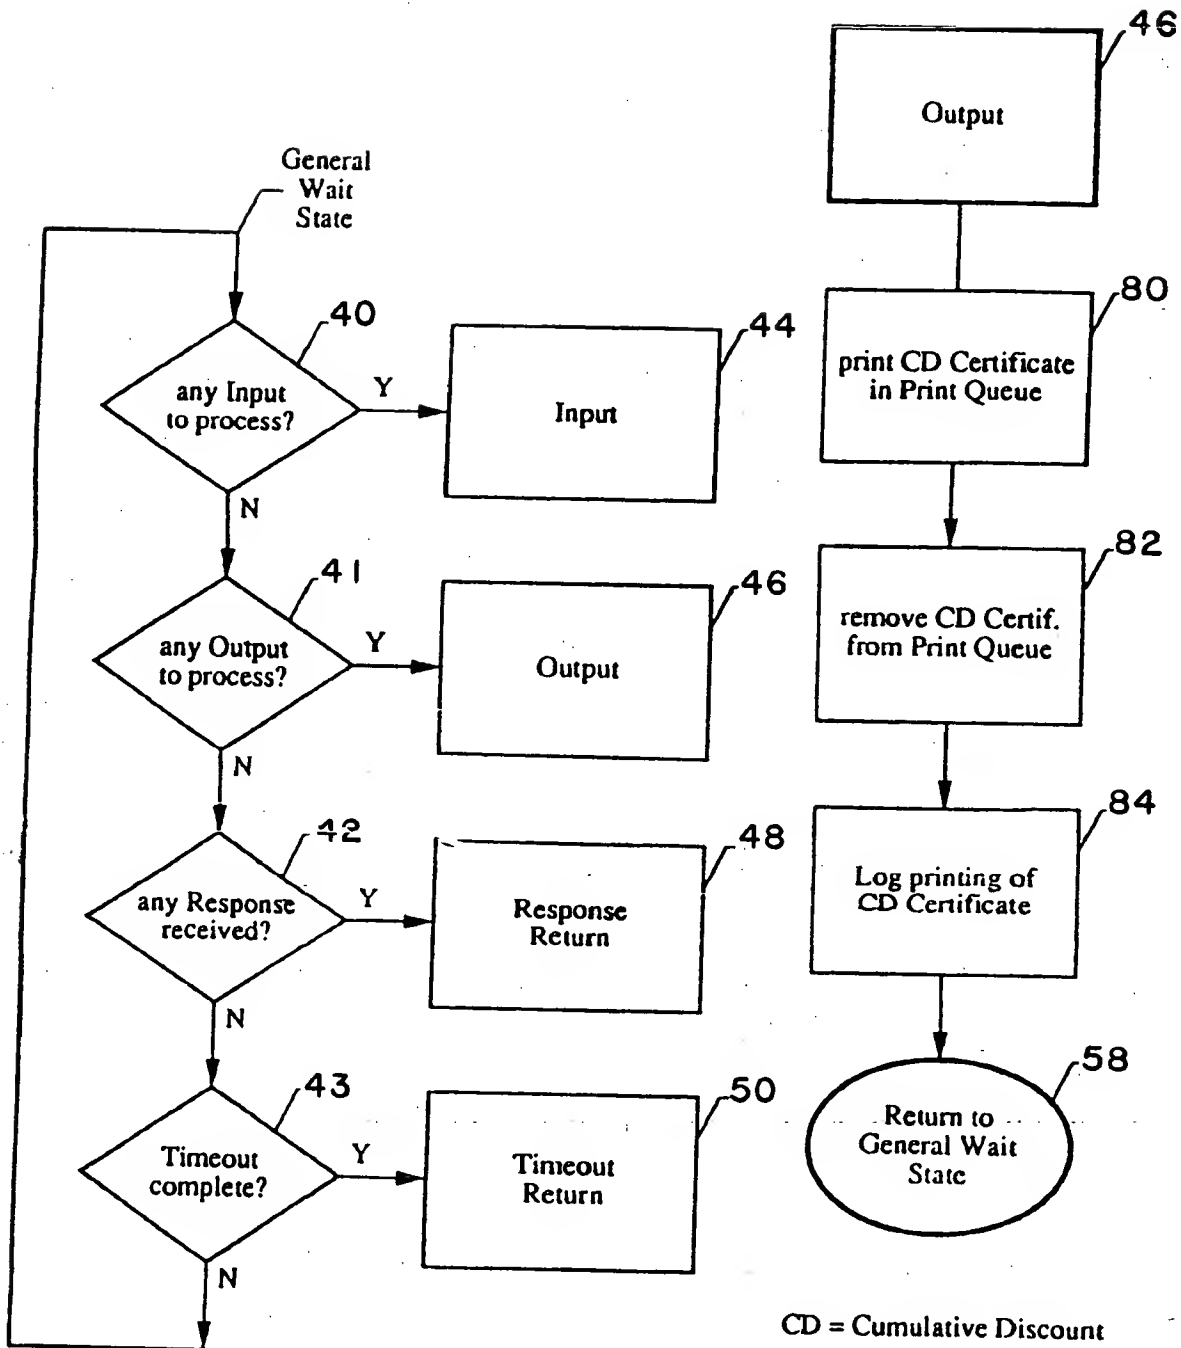 General
Wait
State
40
any Input
to process?
Y
N
44
Input
41
any Output
to process?
Y
N
46
Output
42
any Response
received?
Y
N
48
Response
Return
43
Timeout
complete?
Y
N
50
Timeout
Return
46
Output
80
print CD Certificate
in Print Queue
82
remove CD Certif.
from Print Queue
84
Log printing of
CD Certificate
58
Return to
General Wait
State
CD = Cumulative Discount